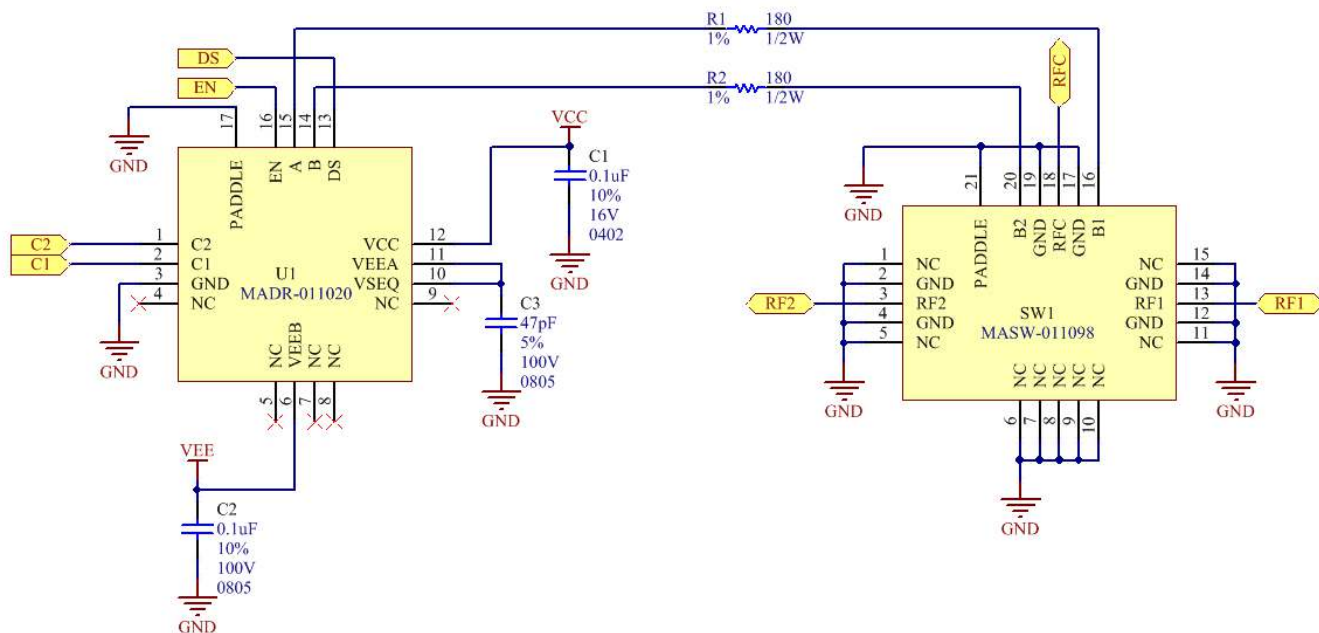 R1
1%
180
1/2W
DS
EN
R2
1%
180
1/2W
RFC
17
16
15
14
13
GND
PADDLE
EN
A
B
DS
VCC
C1
0.1uF
10%
16V
0402
GND
C2
C1
1
2
3
4
C2
C1
GND
NC
U1
MADR-011020
VCC
VEEA
VSEQ
NC
12
11
10
9
C3
47pF
5%
100V
0805
GND
GND
NC
VEEB
NC
NC
5
6
7
8
VEE
C2
0.1uF
10%
100V
0805
GND
GND
21
20
19
18
17
16
PADDLE
B2
GND
RFC
GND
B1
RF2
1
2
3
4
5
NC
GND
RF2
GND
NC
SW1
MASW-011098
NC
GND
RF1
GND
NC
15
14
13
12
11
RF1
GND
GND
NC
NC
NC
NC
NC
6
7
8
9
10
GND